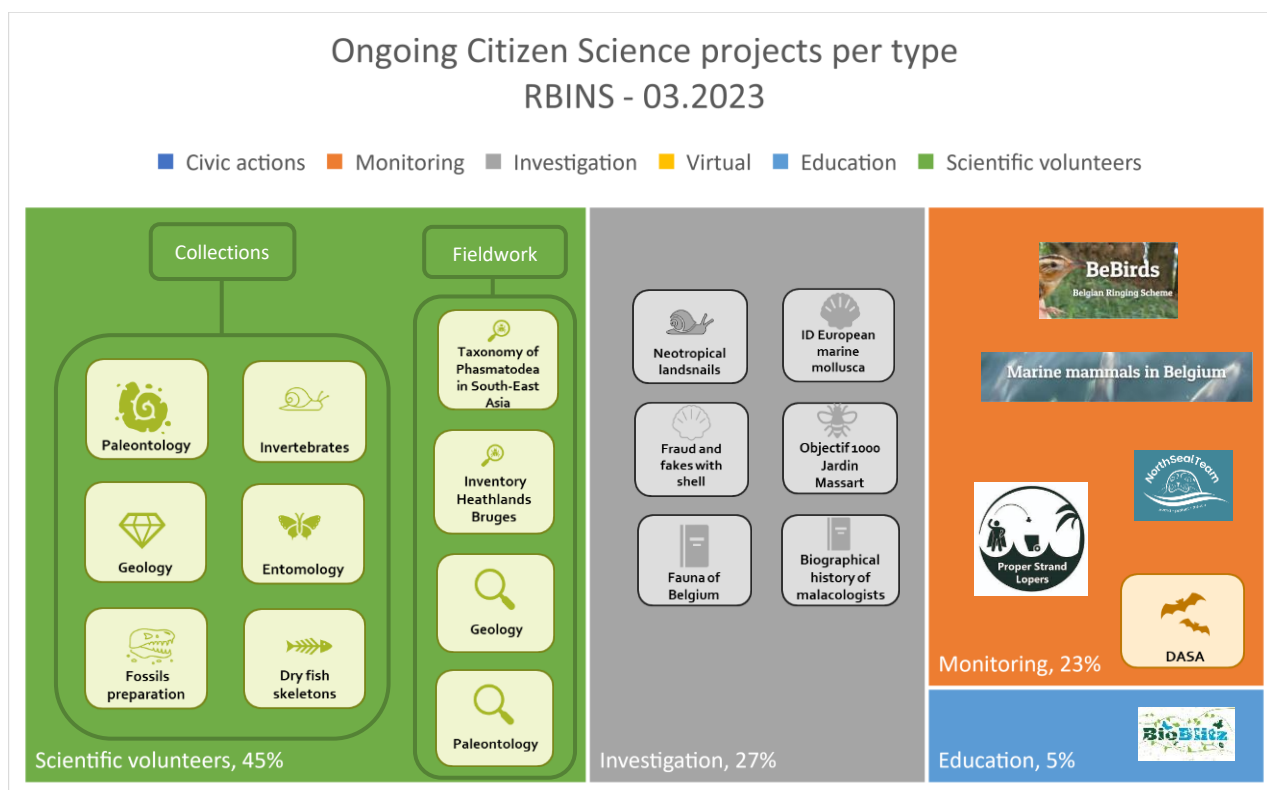 Ongoing Citizen Science projects per type
RBINS - 03.2023
Civic actions
Monitoring
Investigation
Virtual
Education
Scientific volunteers
Collections
Paleontology
Invertebrates
Geology
Entomology
Fossils
preparation
Dry fish
skeletons
Fieldwork
Taxonomy of
Phasmatodea
in South-East
Asia
Inventory
Heathlands
Bruges
Geology
Paleontology
Scientific volunteers, 45%
Neotropical
landsnails
ID European
marine
mollusca
Fraud and
fakes with
shell
Objectif 1000
Jardin
Massart
Fauna of
Belgium
Biographical
history of
malacologists
Investigation, 27%
BeBirds
Belgian Ringing Scheme
Marine mammals in Belgium
NorthSealTeam
Proper Strand
Lopers
DASA
Monitoring, 23%
BioBlitz
Education, 5%